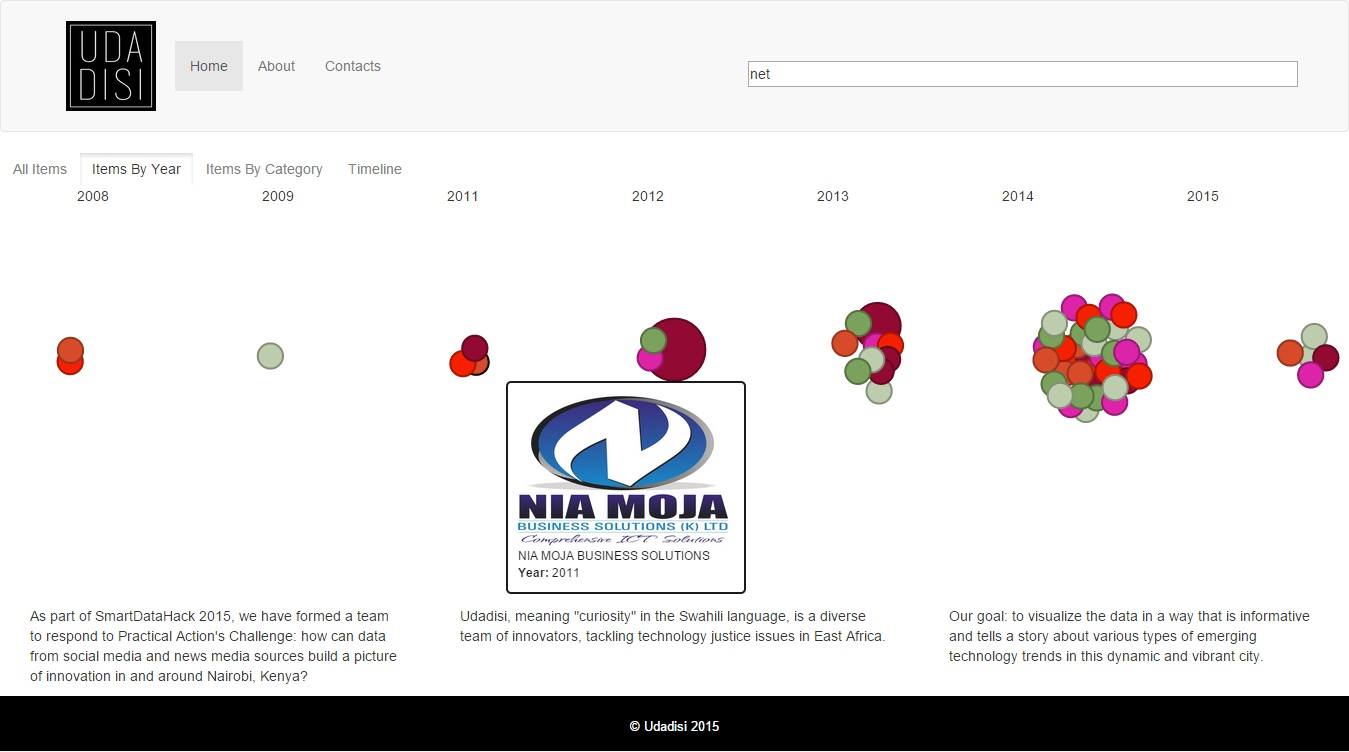 UDA
DISI
Home
About
Contacts
net
All Items
Items By Year
Items By Category
Timeline
2008
2009
2011
2012
2013
2014
2015
NIA MOJA
BUSINESS SOLUTIONS (K) LTD
Comprehensive ICT Solutions
NIA MOJA BUSINESS SOLUTIONS
Year: 2011
As part of SmartDataHack 2015, we have formed a team
to respond to Practical Action's Challenge: how can data
from social media and news media sources build a picture
of innovation in and around Nairobi, Kenya?
Udadisi, meaning "curiosity" in the Swahili language, is a diverse
team of innovators, tackling technology justice issues in East Africa.
Our goal: to visualize the data in a way that is informative
and tells a story about various types of emerging
technology trends in this dynamic and vibrant city.
© Udadisi 2015